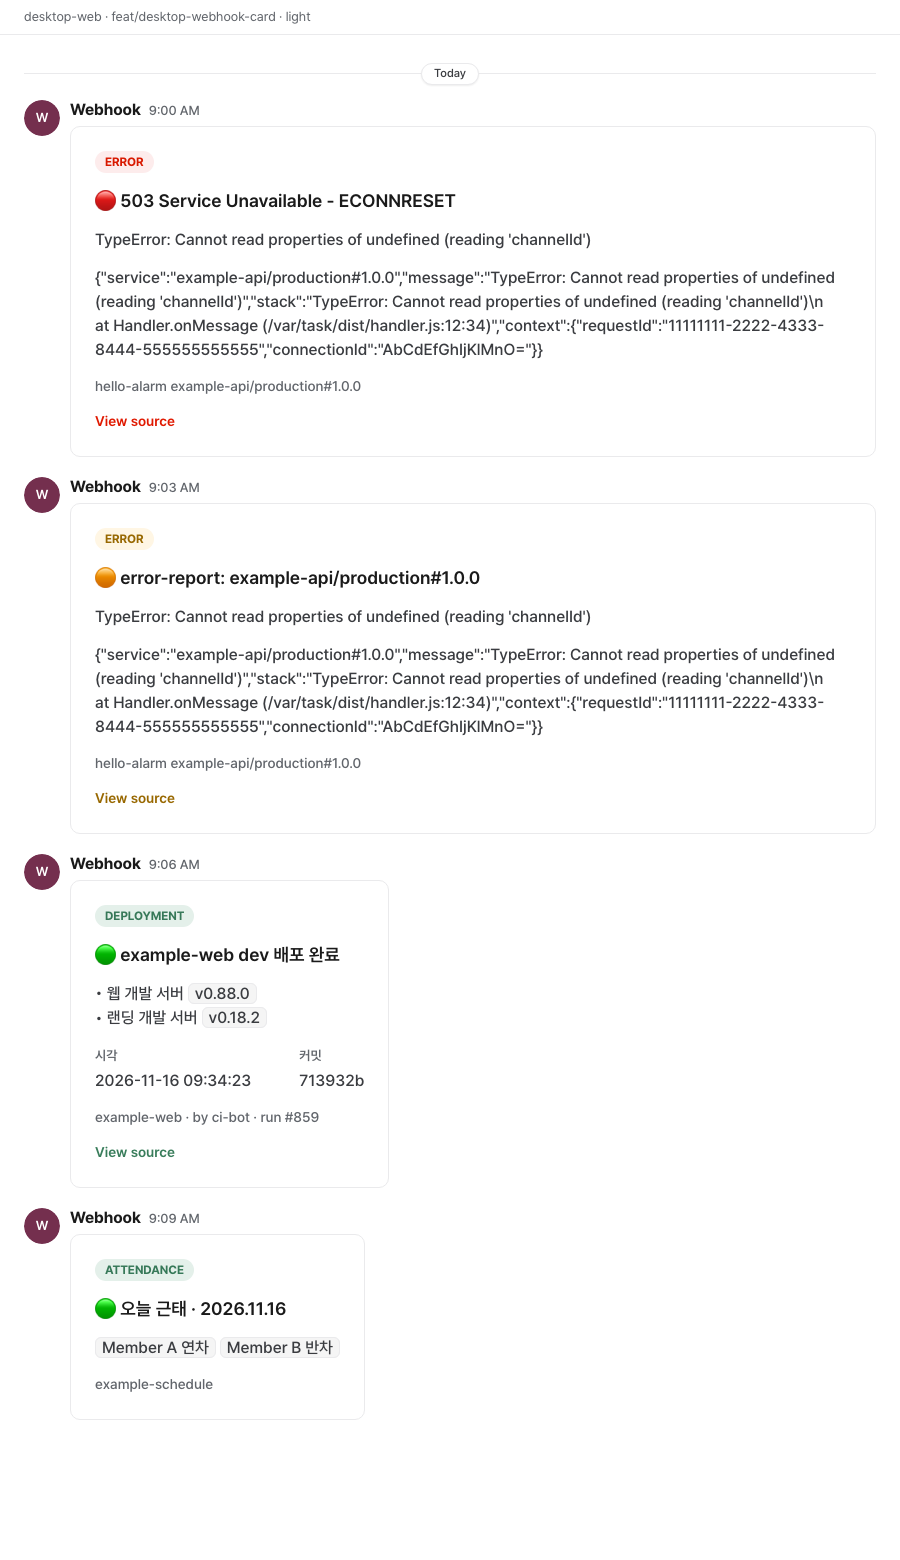 desktop-web · feat/desktop-webhook-card · light
Today
W
Webhook 9:00 AM
ERROR
503 Service Unavailable - ECONNRESET
TypeError: Cannot read properties of undefined (reading 'channelId')
{"service":"example-api/production#1.0.0","message":"TypeError: Cannot read properties of undefined
(reading 'channelId')","stack":"TypeError: Cannot read properties of undefined (reading 'channelId')\n
at Handler.onMessage (/var/task/dist/handler.js:12:34)","context":{"requestId":"11111111-2222-4333-
8444-555555555555","connectionId":"AbCdEfGhIjKlMnO="}}
hello-alarm example-api/production#1.0.0
View source
W
Webhook 9:03 AM
ERROR
error-report: example-api/production#1.0.0
TypeError: Cannot read properties of undefined (reading 'channelId')
{"service":"example-api/production#1.0.0","message":"TypeError: Cannot read properties of undefined
(reading 'channelId')","stack":"TypeError: Cannot read properties of undefined (reading 'channelId')\n
at Handler.onMessage (/var/task/dist/handler.js:12:34)","context":{"requestId":"11111111-2222-4333-
8444-555555555555","connectionId":"AbCdEfGhIjKlMnO="}}
hello-alarm example-api/production#1.0.0
View source
W
Webhook 9:06 AM
DEPLOYMENT
example-web dev 배포 완료
• 웹 개발 서버 v0.88.0
• 랜딩 개발 서버 v0.18.2
시각 커밋
2026-11-16 09:34:23 713932b
example-web · by ci-bot · run #859
View source
W
Webhook 9:09 AM
ATTENDANCE
오늘 근태 · 2026.11.16
Member A 연차 Member B 반차
example-schedule